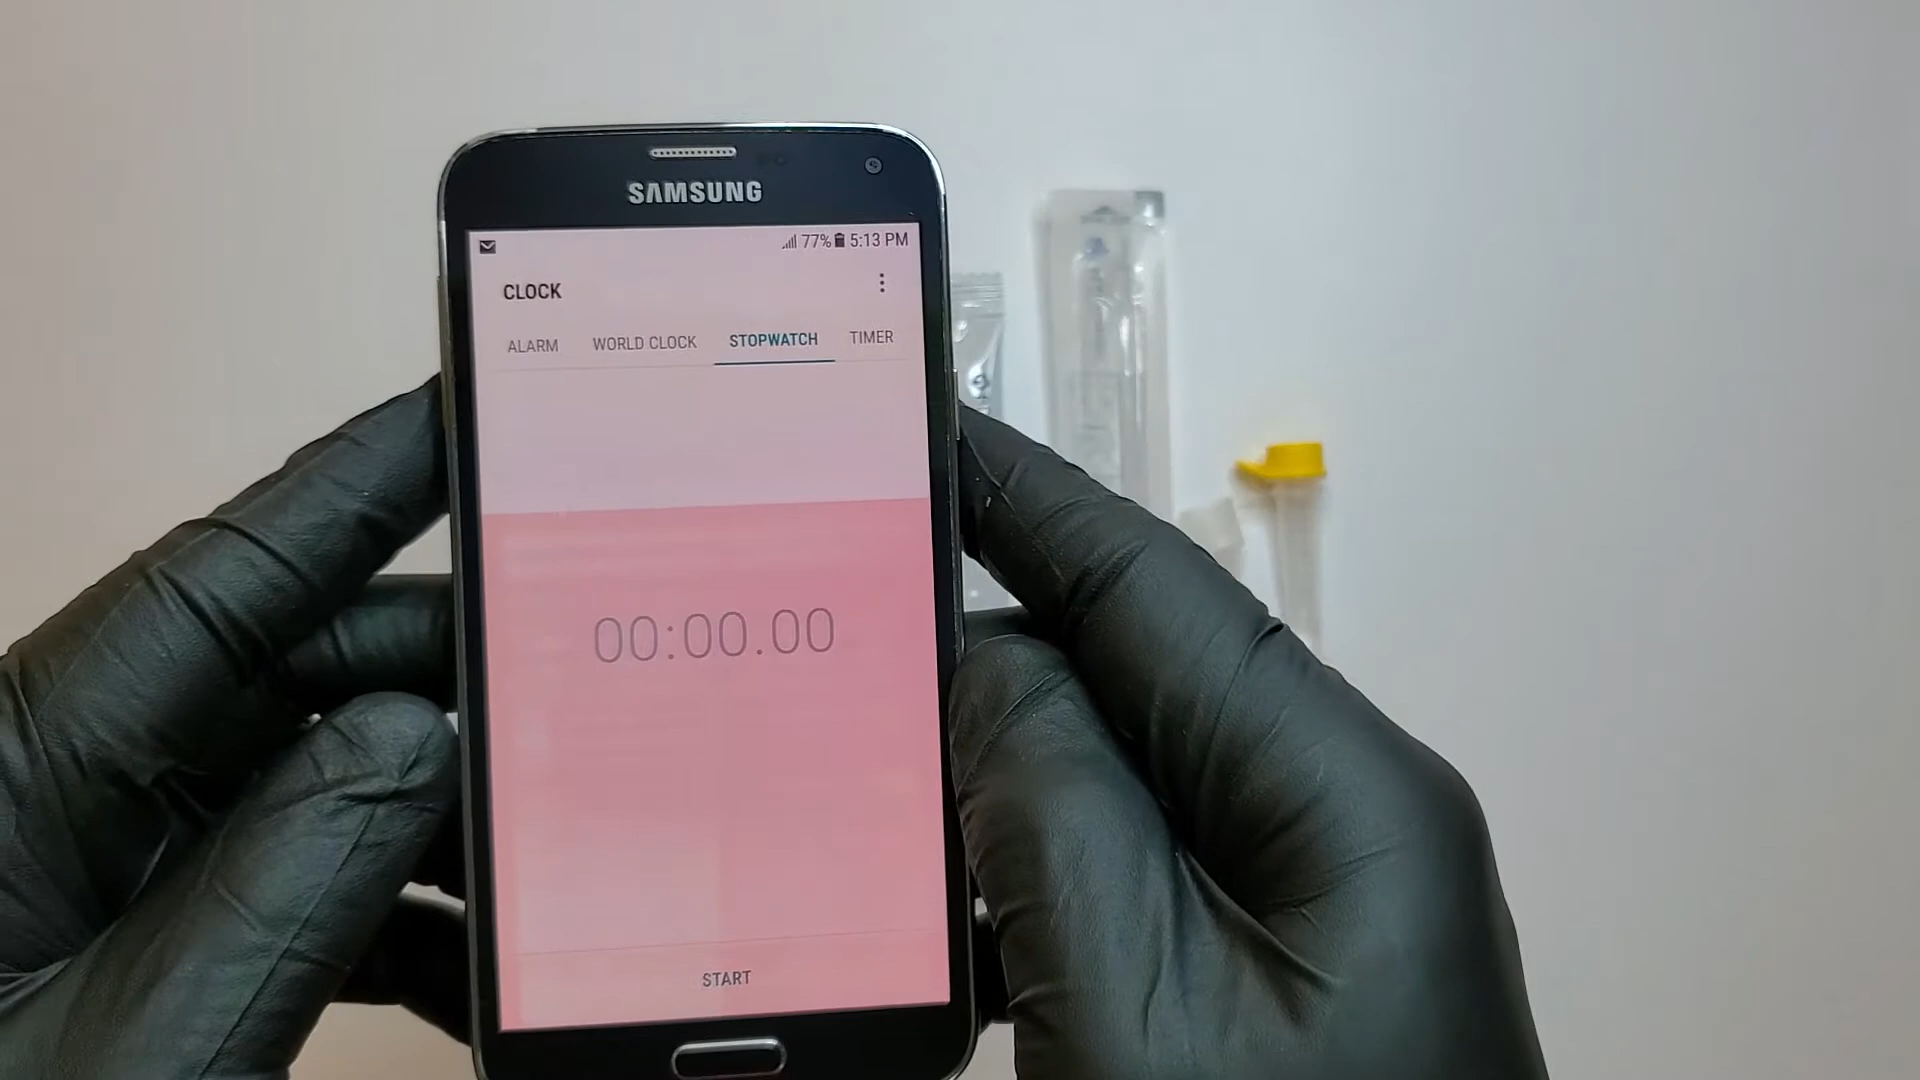 SAMSUNG
77% 5:13 PM
CLOCK
ALARM WORLD CLOCK STOPWATCH TIMER
00:00.00
START